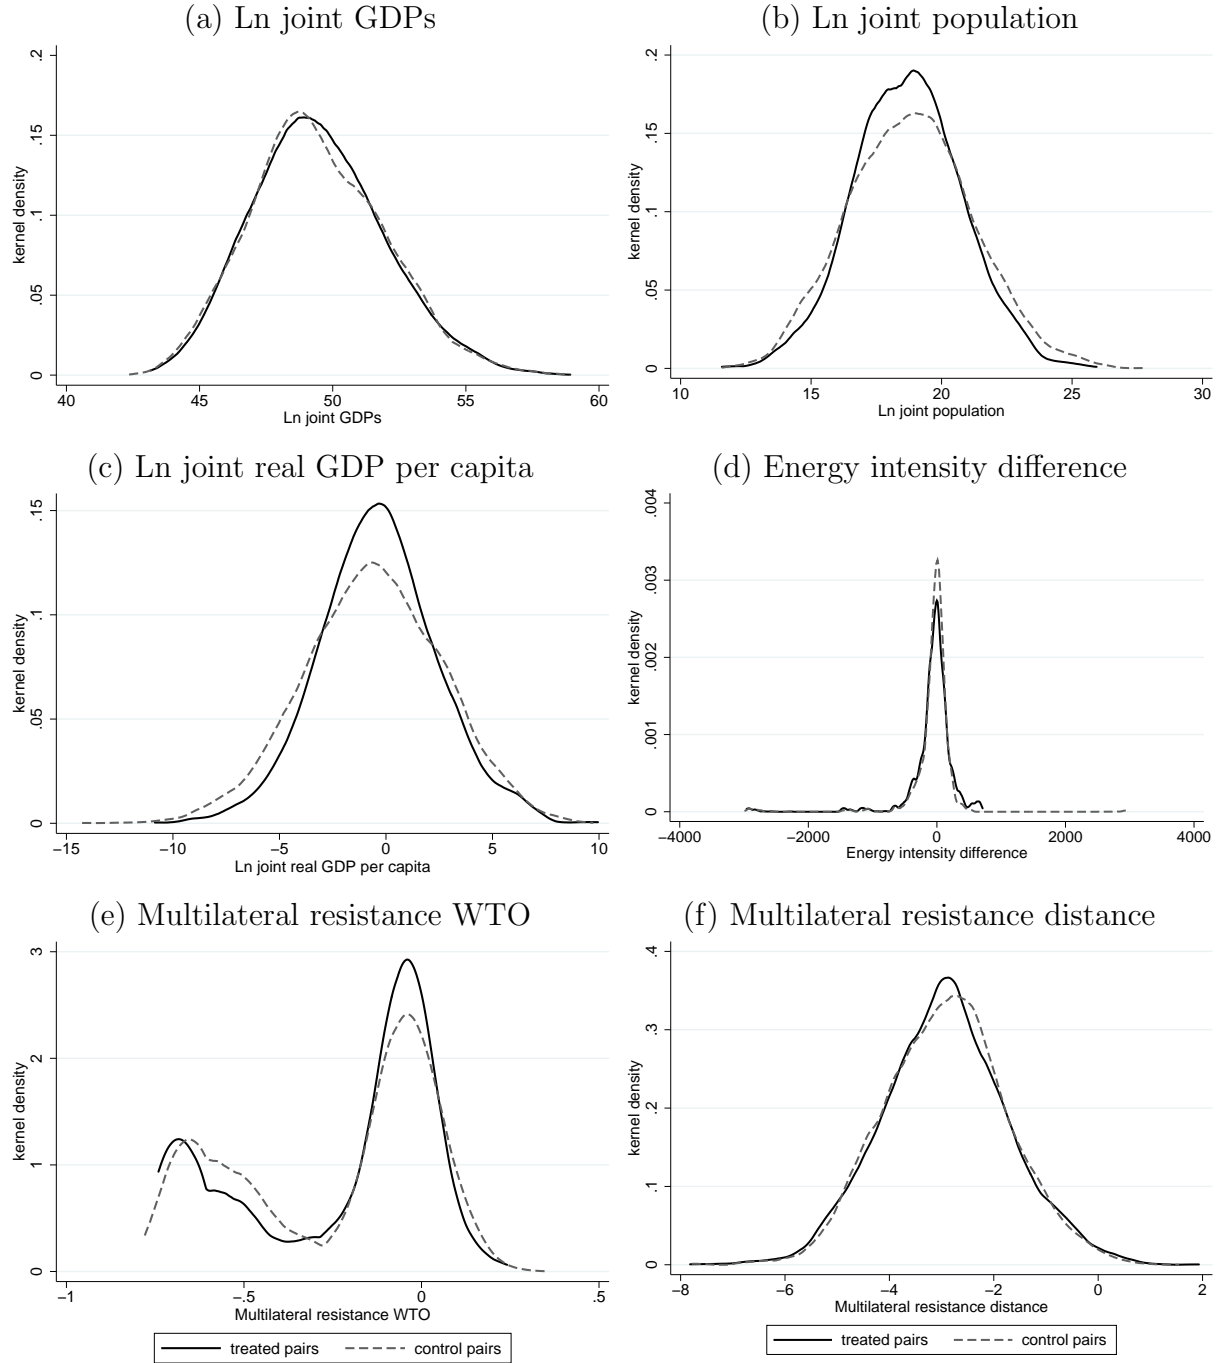 (a) Ln joint GDPs
kernel density
0 .05 .1 .15 .2
40 45 50 55 60
Ln joint GDPs
(b) Ln joint population
kernel density
0 .05 .1 .15 .2
10 15 20 25 30
Ln joint population
(c) Ln joint real GDP per capita
kernel density
0 .05 .1 .15
−15 −10 −5 0 5 10
Ln joint real GDP per capita
(d) Energy intensity difference
kernel density
0 .001 .002 .003 .004
−4000 −2000 0 2000 4000
Energy intensity difference
(e) Multilateral resistance WTO
kernel density
0 1 2 3
−1 −.5 0 .5
Multilateral resistance WTO
treated pairs control pairs
(f) Multilateral resistance distance
kernel density
0 .1 .2 .3 .4
−8 −6 −4 −2 0 2
Multilateral resistance distance
treated pairs control pairs